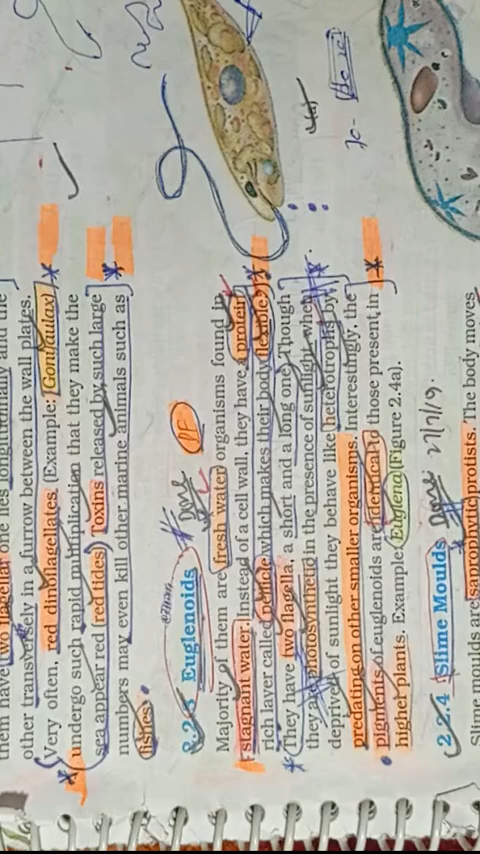 them have two flagella; one lies longitudinally and the
other transversely in a furrow between the wall plates.
Very often, red dinoflagellates (Example: Gonyaulax)
undergo such rapid multiplication that they make the
sea appear red (red tides). Toxins released by such large
numbers may even kill other marine animals such as
fishes.
2.2.3 Euglenoids
Done
Majority of them are fresh water organisms found in
stagnant water. Instead of a cell wall, they have a protein
rich layer called pellicle which makes their body flexible.
They have two flagella, a short and a long one. Though
they are photosynthetic in the presence of sunlight, when
deprived of sunlight they behave like heterotrophs by
predating on other smaller organisms. Interestingly, the
pigments of euglenoids are identical to those present in
higher plants. Example: Euglena (Figure 2.4a).
2.2.4 Slime Moulds
Done 27/7/19.
Slime moulds are saprophytic protists. The body moves